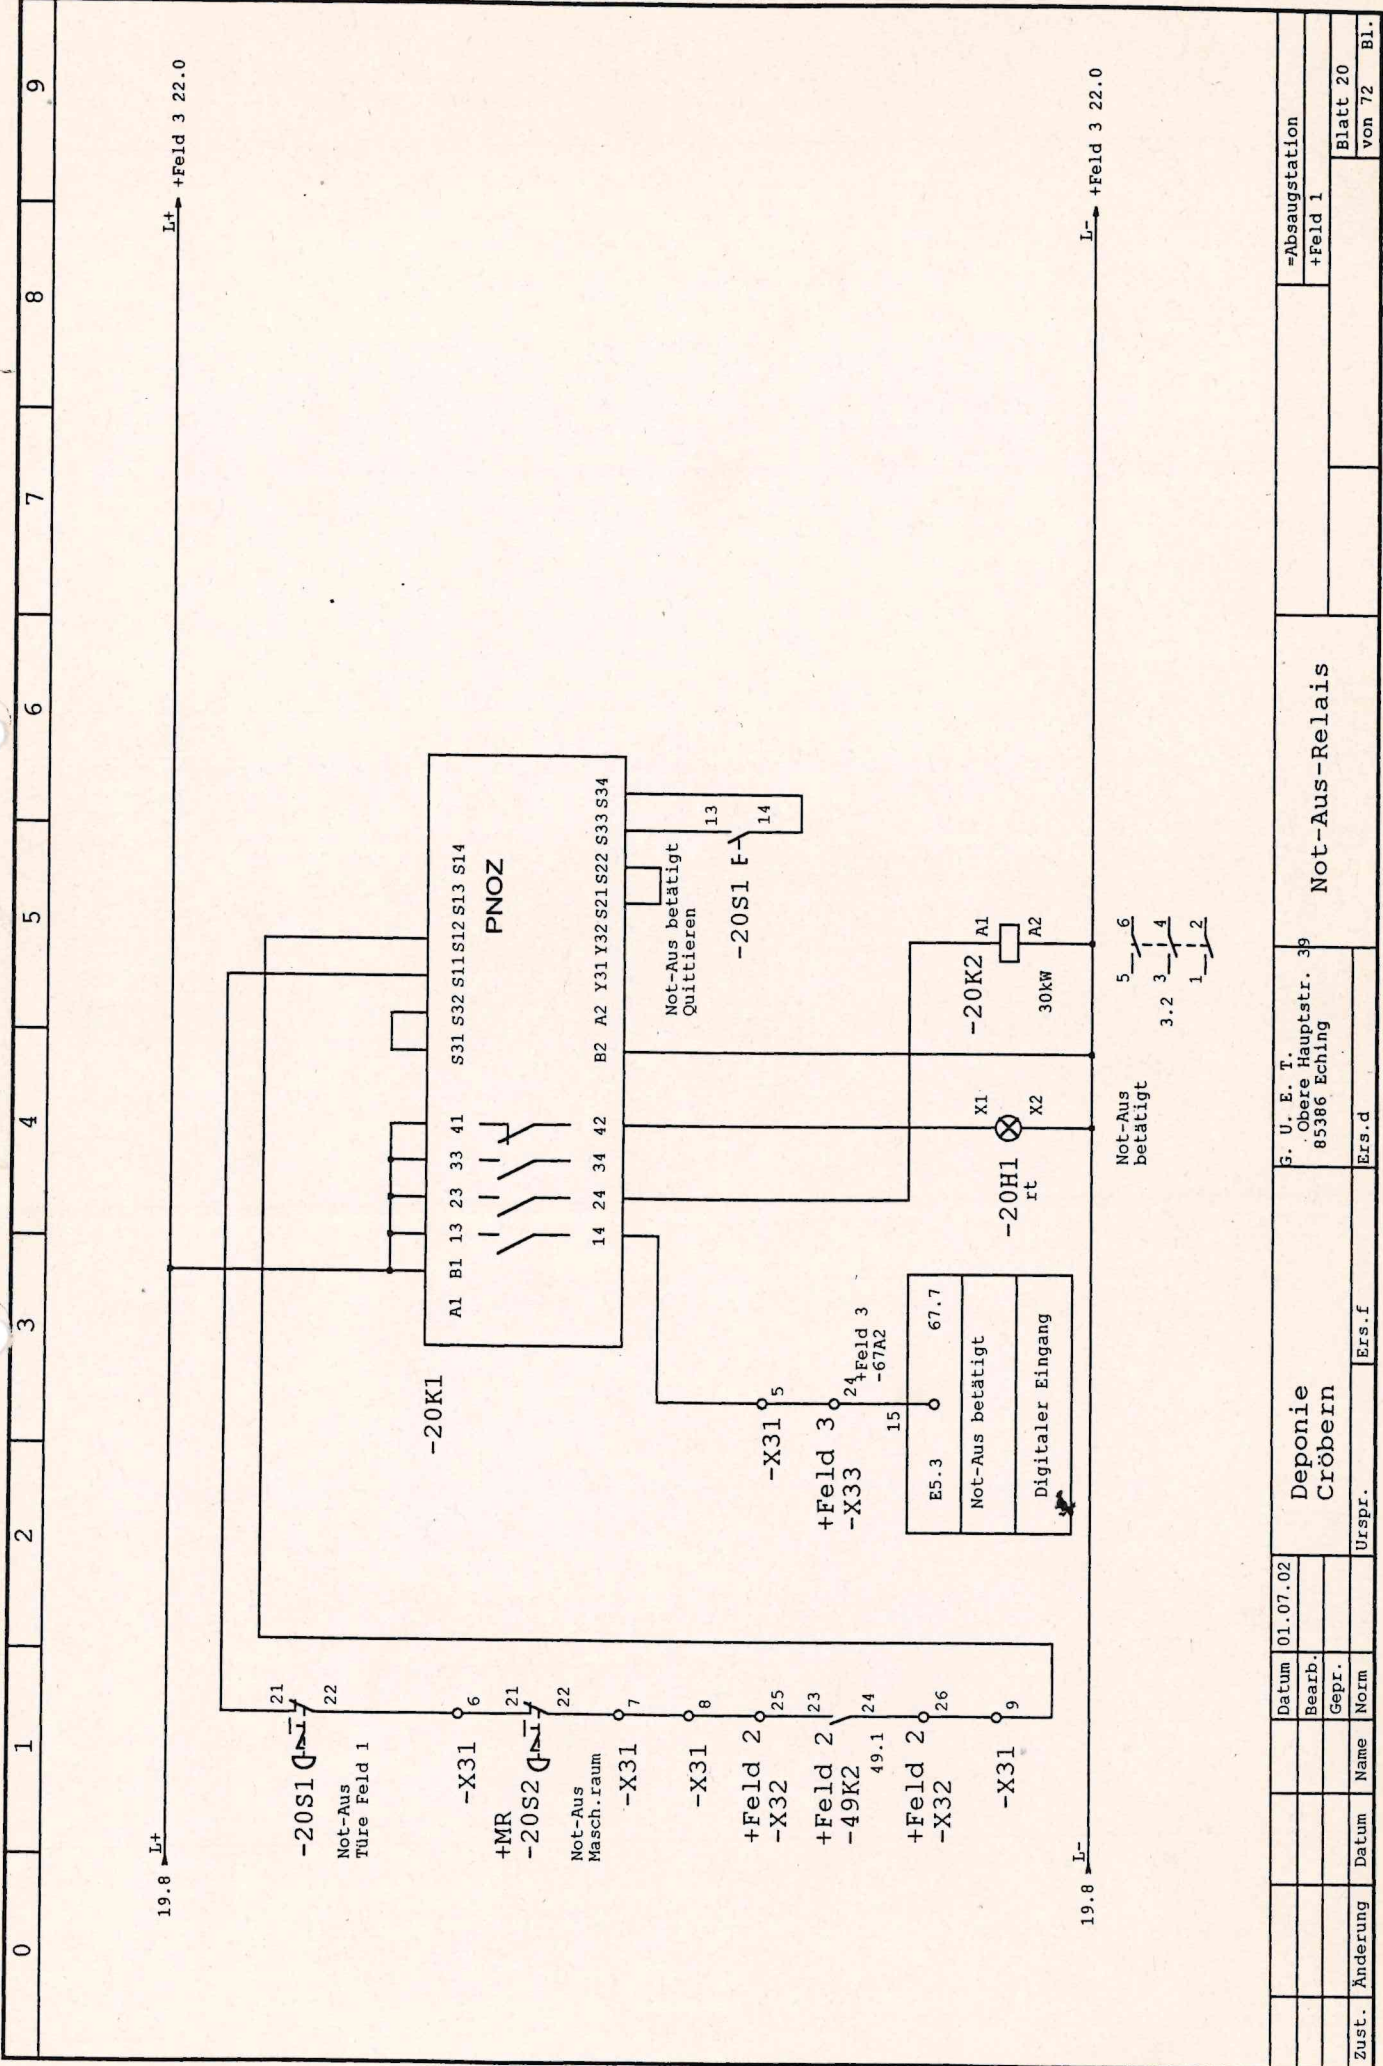 0 1 2 3 4 5 6 7 8 9
19.8 L+
L+ +Feld 3 22.0
-20S1 21 22
Not-Aus
Türe Feld 1
-X31 6
+MR
-20S2 21 22
Not-Aus
Masch.raum
-X31 7
-X31 8
+Feld 2 25
-X32
+Feld 2 23 24
-49K2
49.1
+Feld 2 26
-X32
-X31 9
-20K1
A1 B1 13 23 33 41 S31 S32 S11 S12 S13 S14
PNOZ
14 24 34 42 B2 A2 Y31 Y32 S21 S22 S33 S34
Not-Aus betätigt
Quittieren
-20S1 E 13 14
-X31 5
+Feld 3 24
-X33
+Feld 3
-67A2
15
E5.3 67.7
Not-Aus betätigt
Digitaler Eingang
-20H1 X1 X2
rt
-20K2 A1 A2
30kW
19.8 L-
L- +Feld 3 22.0
Not-Aus
betätigt
5 6
3 4
1 2
3.2
Zust. Änderung Datum Name Norm
Datum 01.07.02
Bearb.
Gepr.
Deponie
Cröbern
Urspr. Ers.f Ers.d
G. U. E. T.
Obere Hauptstr. 39
85386 Eching
Not-Aus-Relais
=Absaugstation
+Feld 1
Blatt 20
von 72 Bl.